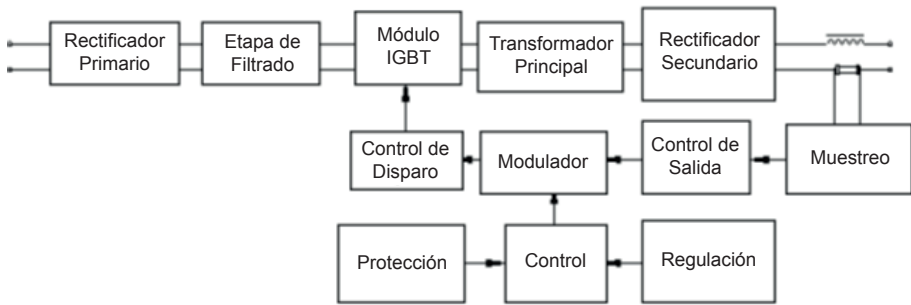 Rectificador
Primario
Etapa de
Filtrado
Módulo
IGBT
Transformador
Principal
Rectificador
Secundario
Control de
Disparo
Modulador
Control de
Salida
Muestreo
Protección
Control
Regulación